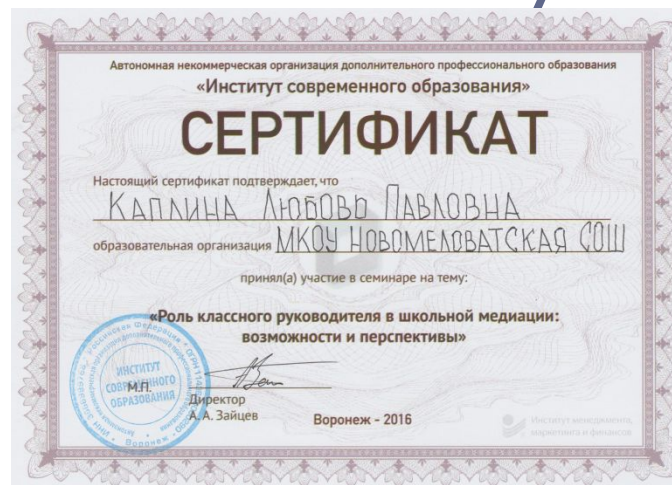 Автономная некоммерческая организация дополнительного профессионального образования
«Институт современного образования»
СЕРТИФИКАТ
Настоящий сертификат подтверждает, что
КАПЛИНА ЛЮБОВЬ ПАВЛОВНА
образовательная организация МКОУ НОВОМЕЛОВАТСКАЯ СОШ
принял(а) участие в семинаре на тему:
«Роль классного руководителя в школьной медиации:
возможности и перспективы»
ИНСТИТУТ
СОВРЕМЕННОГО
ОБРАЗОВАНИЯ
М.П.
Директор
А. А. Зайцев
Воронеж - 2016
Институт менеджмента,
маркетинга и финансов